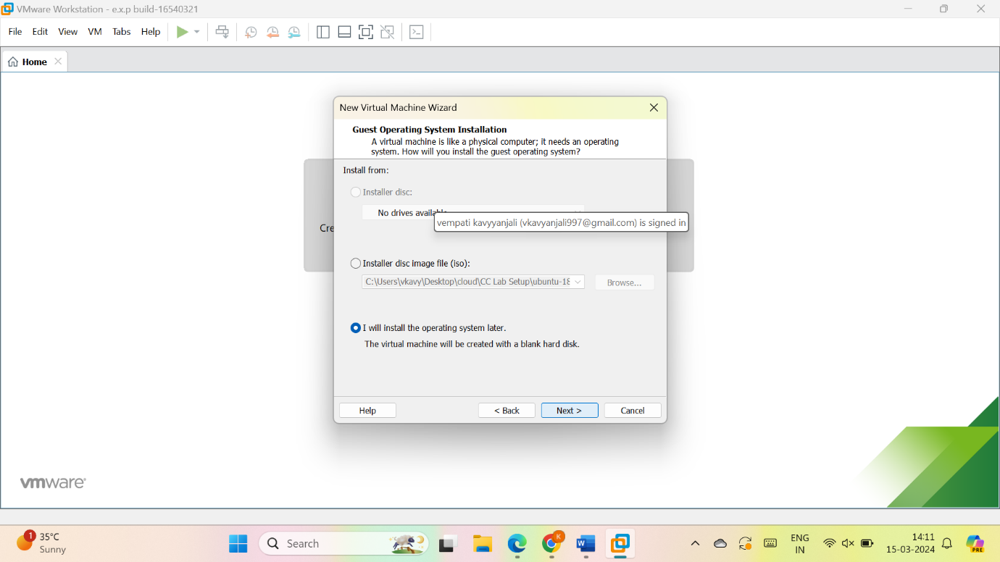 VMware Workstation - e.x.p build-16540321
File Edit View VM Tabs Help
Home
New Virtual Machine Wizard
Guest Operating System Installation
A virtual machine is like a physical computer; it needs an operating
system. How will you install the guest operating system?
Install from:
Installer disc:
No drives
vempati kavyyanjali (vkavyanjali997@gmail.com) is signed in
Cre
Installer disc image file (iso):
C:\Users\vkavy\Desktop\cloud\CC Lab Setup\ubuntu-18
Browse...
I will install the operating system later.
The virtual machine will be created with a blank hard disk.
Help < Back Next > Cancel
vmware
1 35°C
Sunny
Search
K
ENG
IN
14:11
15-03-2024
PRE